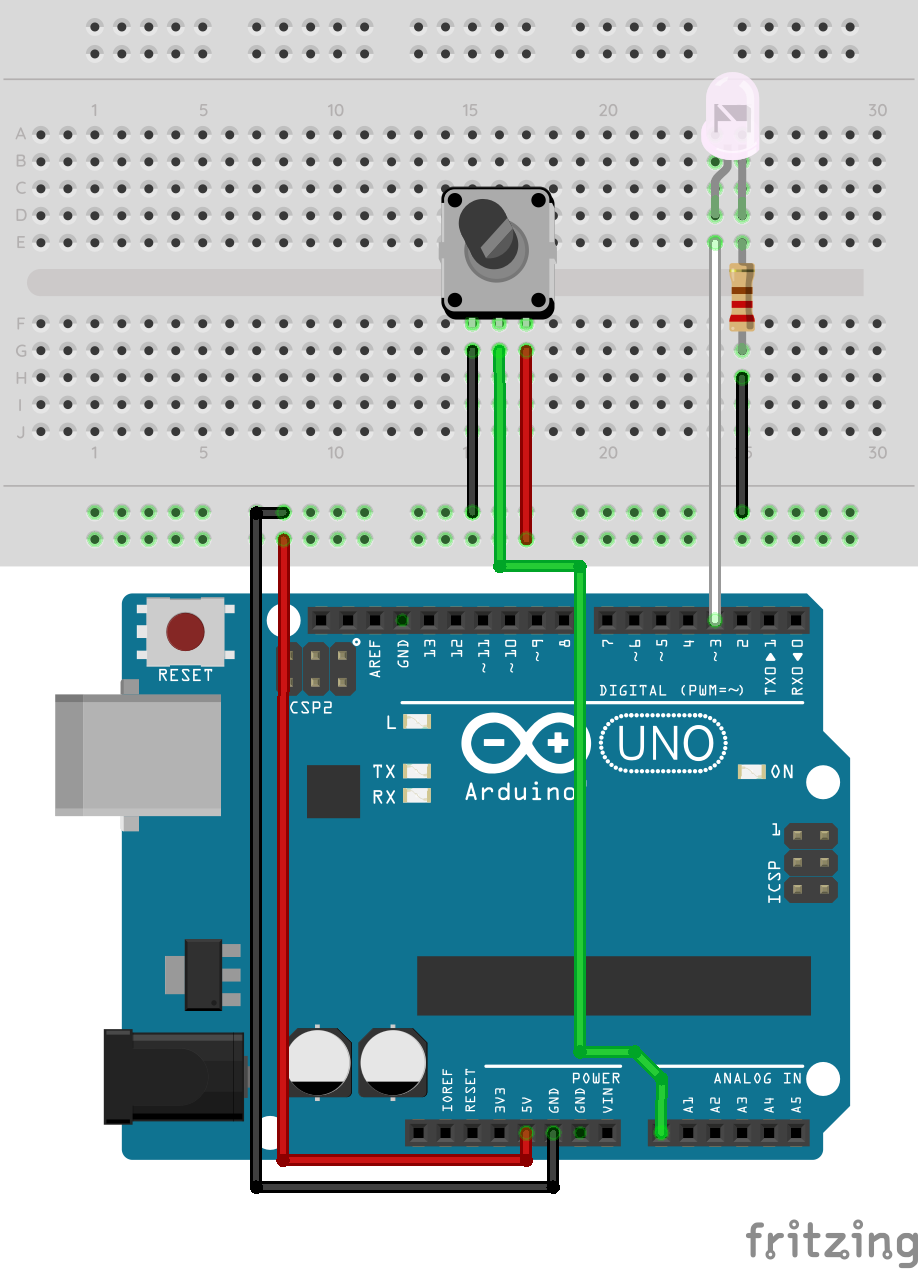 1 5 10 15 20 30
A
B
C
D
E
F
G
H
I
J
1 5 10 20 30
RESET
CSP2
AREF
GND
13
12
~11
~10
~9
8
7
~6
~5
4
~3
2
TX0▶1
RX0◀0
DIGITAL (PWM=~)
L
TX
RX
UNO
Arduino
ON
1
ICSP
IOREF
RESET
3V3
5V
GND
GND
VIN
POWER
ANALOG IN
A1
A2
A3
A4
A5
fritzing